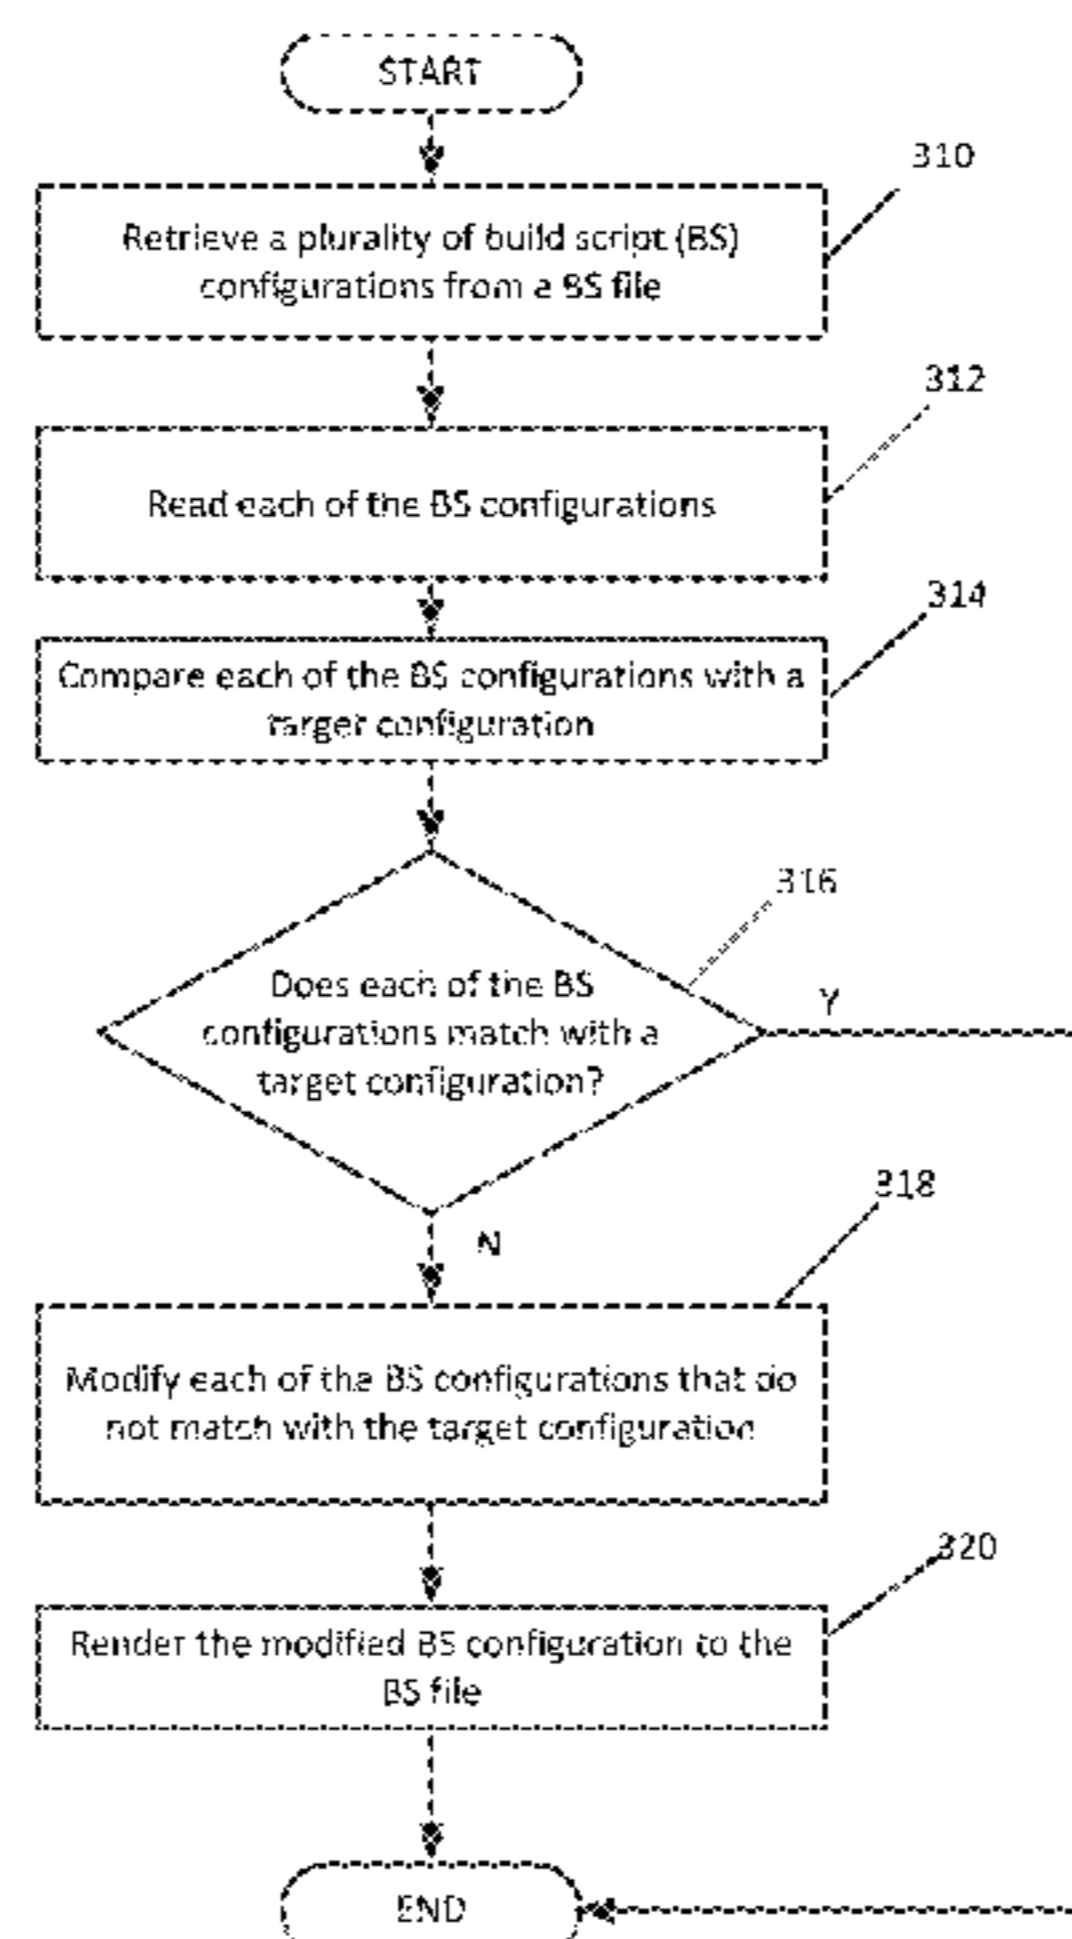 START
310
Retrieve a plurality of build script (BS)
configurations from a BS file
312
Read each of the BS configurations
314
Compare each of the BS configurations with a
target configuration
316
Does each of the BS
configurations match with a
target configuration?
Y
N
318
Modify each of the BS configurations that do
not match with the target configuration
320
Render the modified BS configuration to the
BS file
END